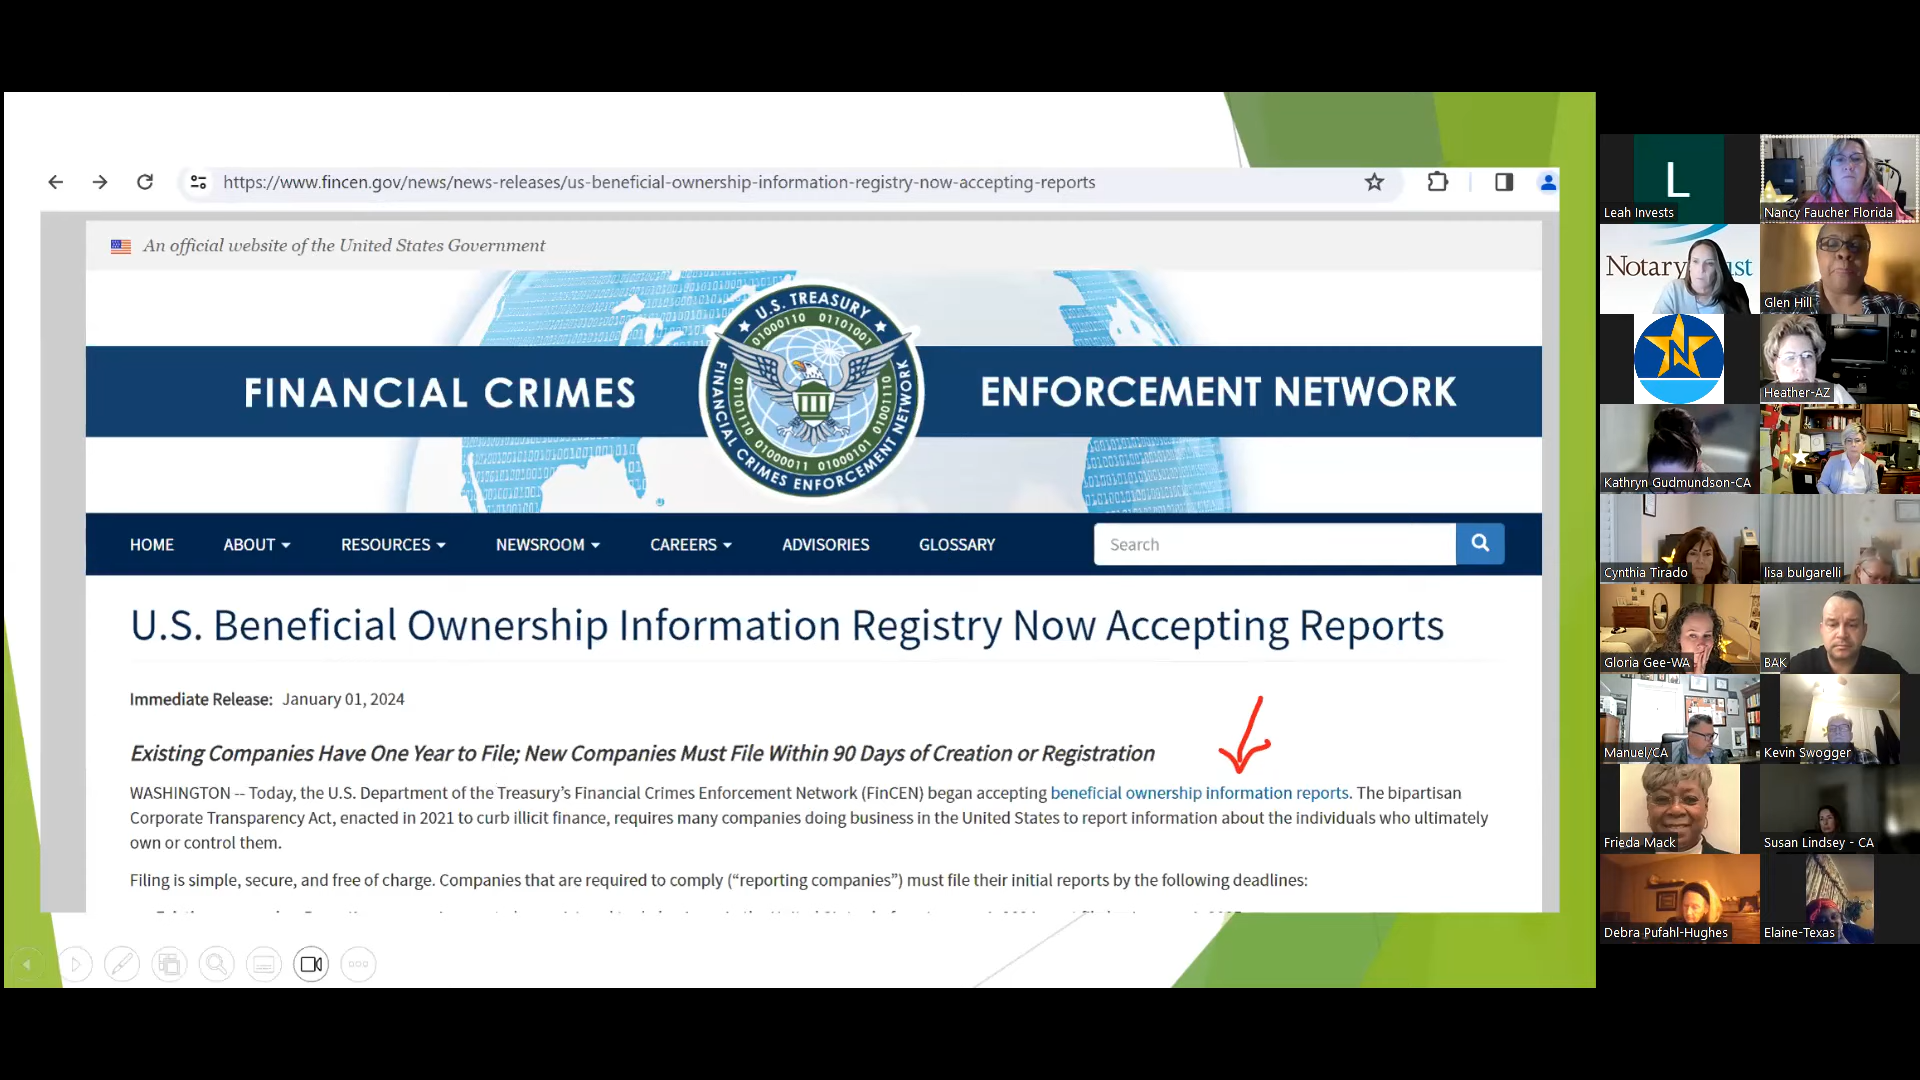 https://www.fincen.gov/news/news-releases/us-beneficial-ownership-information-registry-now-accepting-reports
An official website of the United States Government
FINANCIAL CRIMES
ENFORCEMENT NETWORK
U.S. TREASURY
FINANCIAL CRIMES ENFORCEMENT NETWORK
01000110 01101001
01101110
01000011 01000101
01001110
HOME ABOUT RESOURCES NEWSROOM CAREERS ADVISORIES GLOSSARY Search
U.S. Beneficial Ownership Information Registry Now Accepting Reports
Immediate Release: January 01, 2024
Existing Companies Have One Year to File; New Companies Must File Within 90 Days of Creation or Registration
WASHINGTON -- Today, the U.S. Department of the Treasury’s Financial Crimes Enforcement Network (FinCEN) began accepting beneficial ownership information reports. The bipartisan
Corporate Transparency Act, enacted in 2021 to curb illicit finance, requires many companies doing business in the United States to report information about the individuals who ultimately
own or control them.
Filing is simple, secure, and free of charge. Companies that are required to comply (“reporting companies”) must file their initial reports by the following deadlines:
L
Leah Invests
Nancy Faucher Florida
Notary
Glen Hill
N
Heather-AZ
Kathryn Gudmundson-CA
Cynthia Tirado
lisa bulgarelli
Gloria Gee-WA
BAK
Manuel/CA
Kevin Swogger
Frieda Mack
Susan Lindsey - CA
Debra Pufahl-Hughes
Elaine-Texas